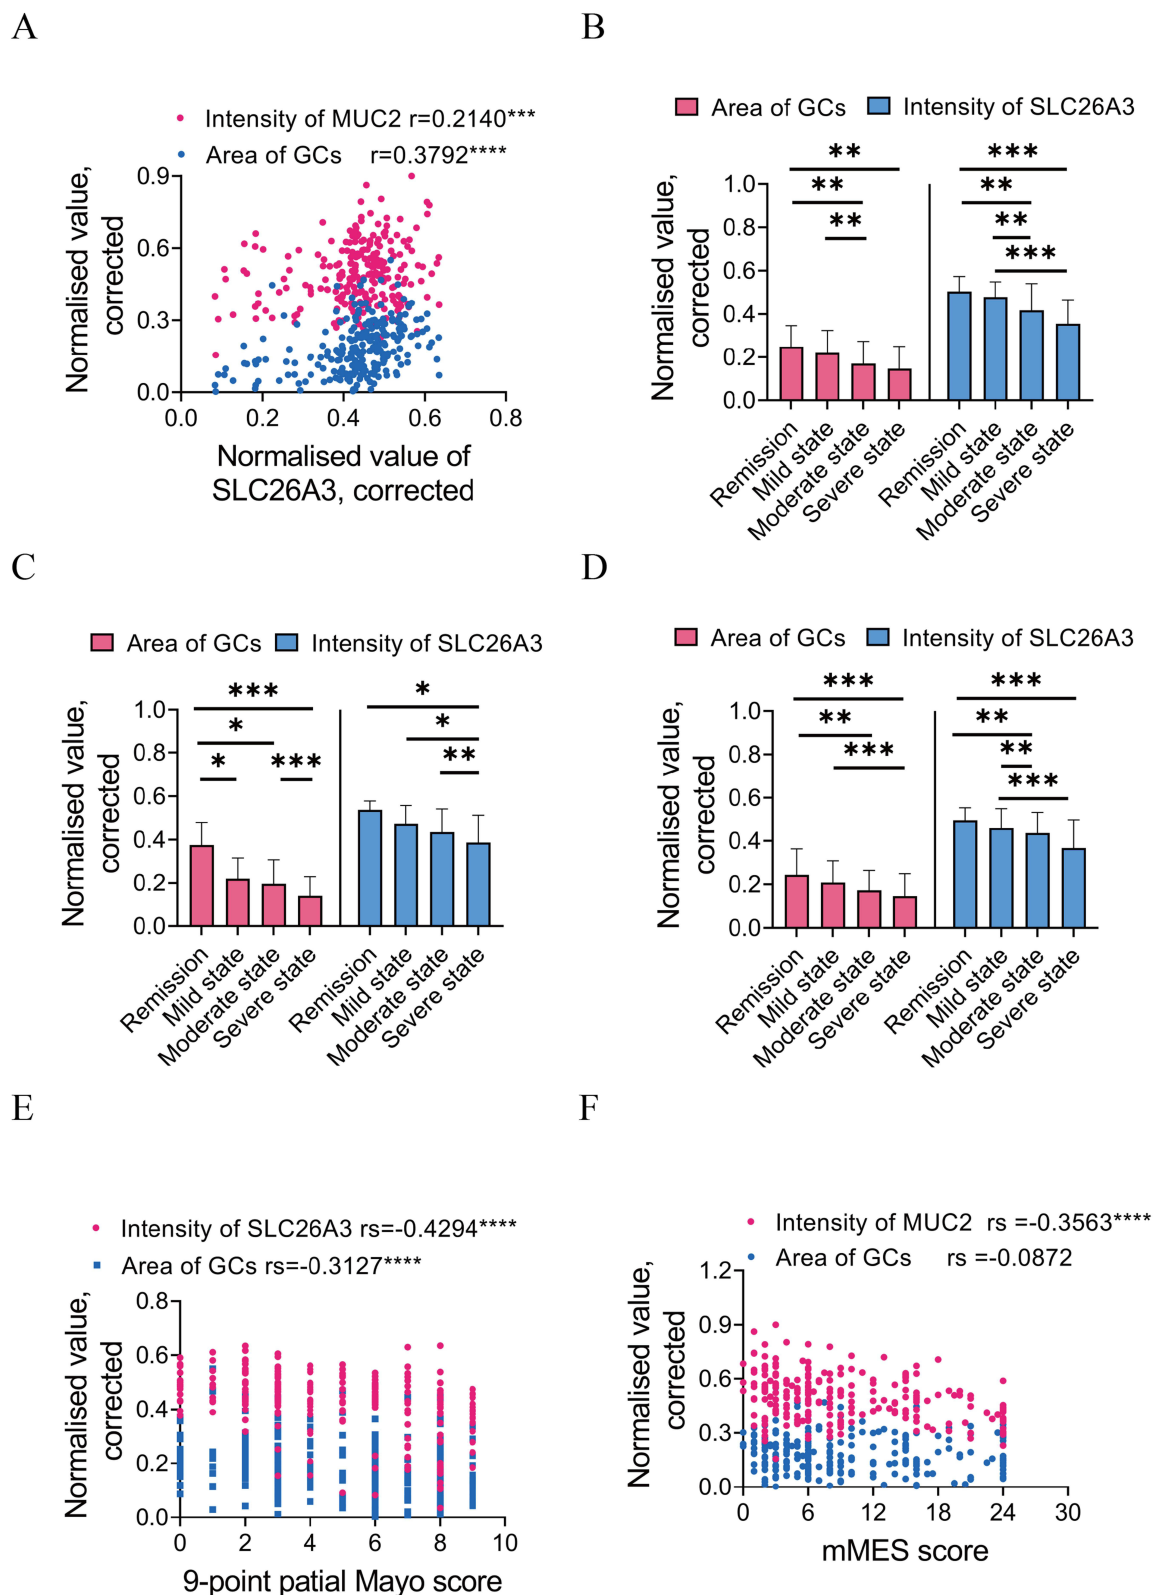 A
Intensity of MUC2 r=0.2140***
Area of GCs r=0.3792****
Normalised value,
corrected
0.9
0.6
0.3
0.0
0.0 0.2 0.4 0.6 0.8
Normalised value of
SLC26A3, corrected
B
Area of GCs Intensity of SLC26A3
Normalised value,
corrected
1.0
0.8
0.6
0.4
0.2
0.0
** ***
** **
** **
***
Remission Mild state Moderate state Severe state Remission Mild state Moderate state Severe state
C
Area of GCs Intensity of SLC26A3
Normalised value,
corrected
1.0
0.8
0.6
0.4
0.2
0.0
*** *
* *
* *** **
Remission Mild state Moderate state Severe state Remission Mild state Moderate state Severe state
D
Area of GCs Intensity of SLC26A3
Normalised value,
corrected
1.0
0.8
0.6
0.4
0.2
0.0
*** ***
** **
*** **
***
Remission Mild state Moderate state Severe state Remission Mild state Moderate state Severe state
E
Intensity of SLC26A3 rs=-0.4294****
Area of GCs rs=-0.3127****
Normalised value,
corrected
0.8
0.6
0.4
0.2
0.0
0 2 4 6 8 10
9-point patial Mayo score
F
Intensity of MUC2 rs =-0.3563****
Area of GCs rs =-0.0872
Normalised value,
corrected
1.2
0.9
0.6
0.3
0.0
0 6 12 18 24 30
mMES score